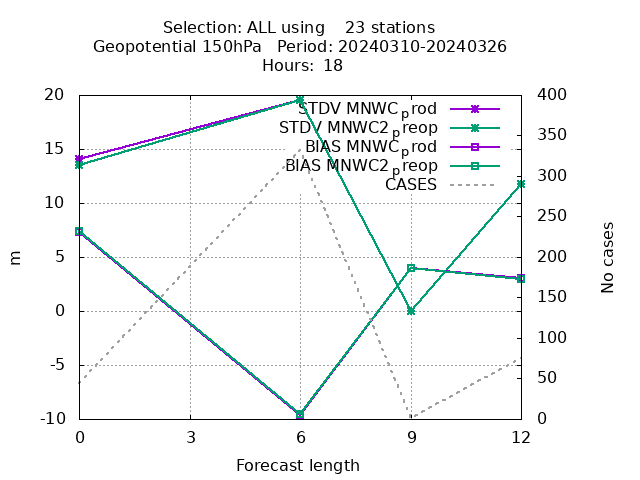 Selection: ALL using    23 stations
Geopotential 150hPa   Period: 20240310-20240326
Hours: 18
20
15
10
5
0
-5
-10
m
400
350
300
250
200
150
100
50
0
No cases
STDV MNWC_prod
STDV MNWC2_preop
BIAS MNWC_prod
BIAS MNWC2_preop
CASES
0 3 6 9 12
Forecast length